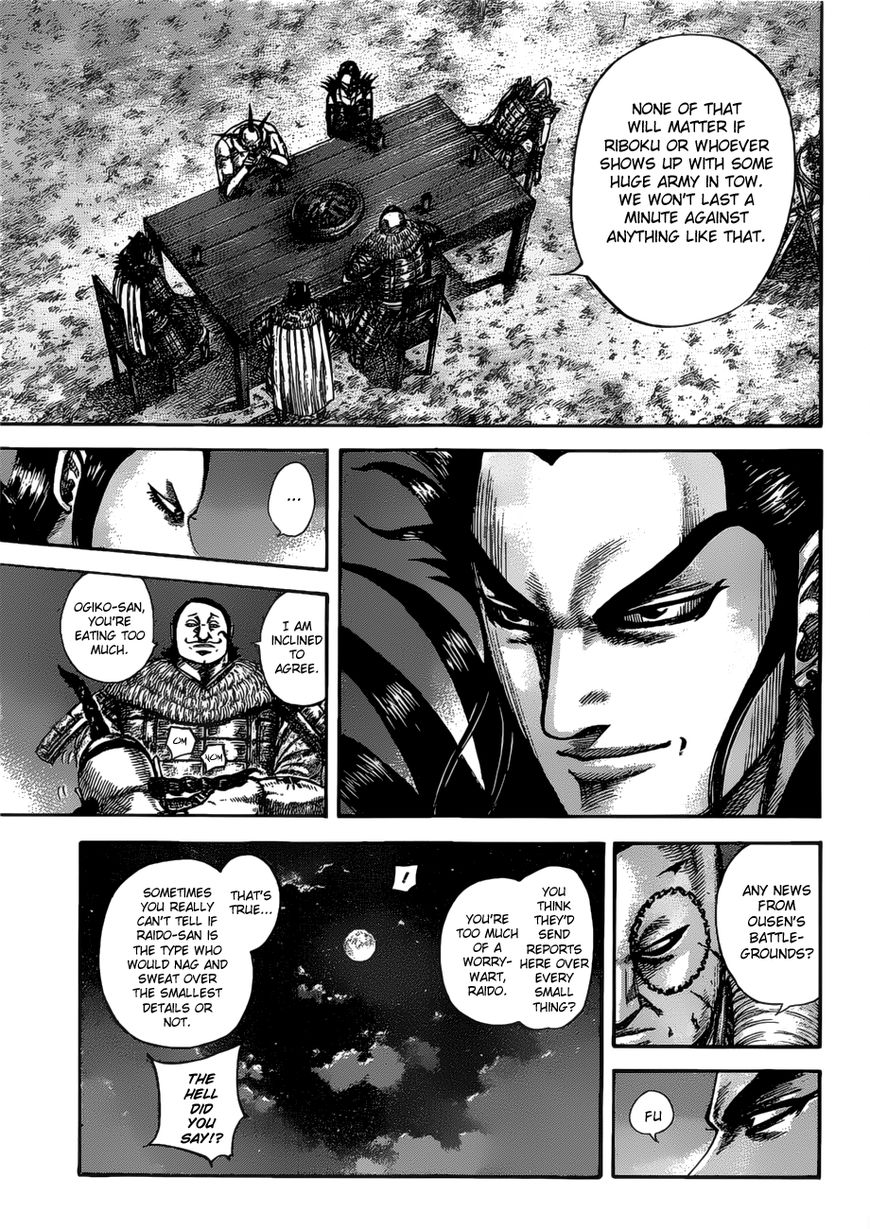 NONE OF THAT
WILL MATTER IF
RIBOKU OR WHOEVER
SHOWS UP WITH SOME
HUGE ARMY IN TOW.
WE WON'T LAST A
MINUTE AGAINST
ANYTHING LIKE THAT.
...
I AM
INCLINED
TO
AGREE.
OGIKO-SAN,
YOU'RE
EATING TOO
MUCH.
OM
NOM
ANY NEWS
FROM
OUSEN'S
BATTLE-
GROUNDS?
FU
YOU
THINK
THEY'D
SEND
REPORTS
HERE OVER
EVERY
SMALL
THING?
YOU'RE
TOO MUCH
OF A
WORRY-
WART,
RAIDO.
!
THAT'S
TRUE...
SOMETIMES
YOU REALLY
CAN'T TELL IF
RAIDO-SAN
IS THE TYPE WHO
WOULD NAG AND
SWEAT OVER
THE SMALLEST
DETAILS OR
NOT.
THE
HELL
DID
YOU
SAY!?